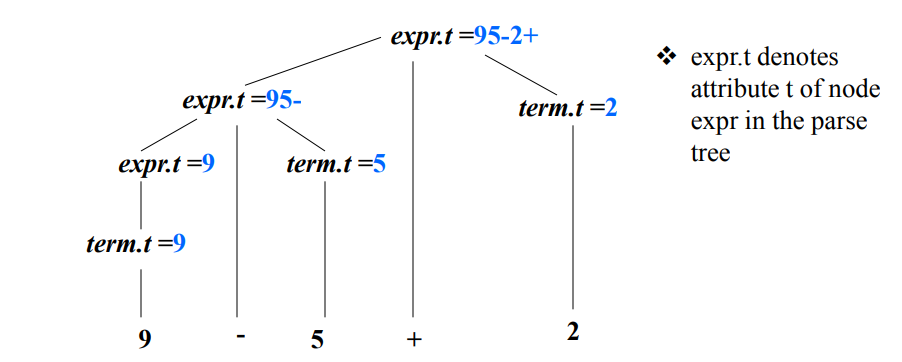 expr.t =95-2+
❖ expr.t denotes
attribute t of node
expr in the parse
tree
expr.t =95-
term.t =2
expr.t =9
term.t =5
term.t =9
9 - 5 + 2